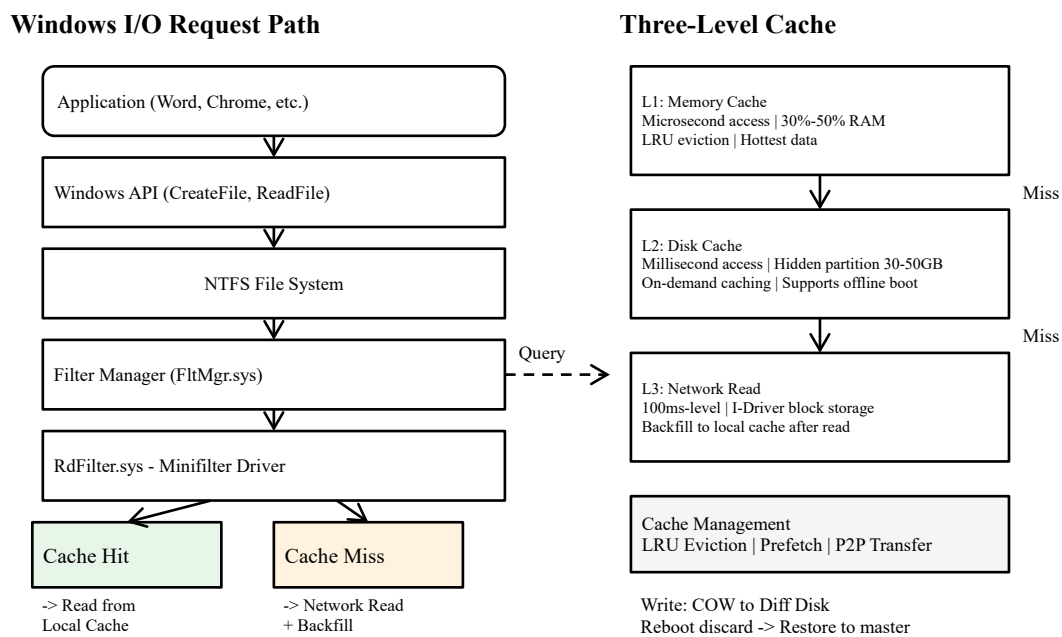 Windows I/O Request Path
Application (Word, Chrome, etc.)
Windows API (CreateFile, ReadFile)
NTFS File System
Filter Manager (FltMgr.sys)
Query
RdFilter.sys - Minifilter Driver
Cache Hit
Cache Miss
-> Read from
Local Cache
-> Network Read
+ Backfill
Three-Level Cache
L1: Memory Cache
Microsecond access | 30%-50% RAM
LRU eviction | Hottest data
Miss
L2: Disk Cache
Millisecond access | Hidden partition 30-50GB
On-demand caching | Supports offline boot
Miss
L3: Network Read
100ms-level | I-Driver block storage
Backfill to local cache after read
Cache Management
LRU Eviction | Prefetch | P2P Transfer
Write: COW to Diff Disk
Reboot discard -> Restore to master